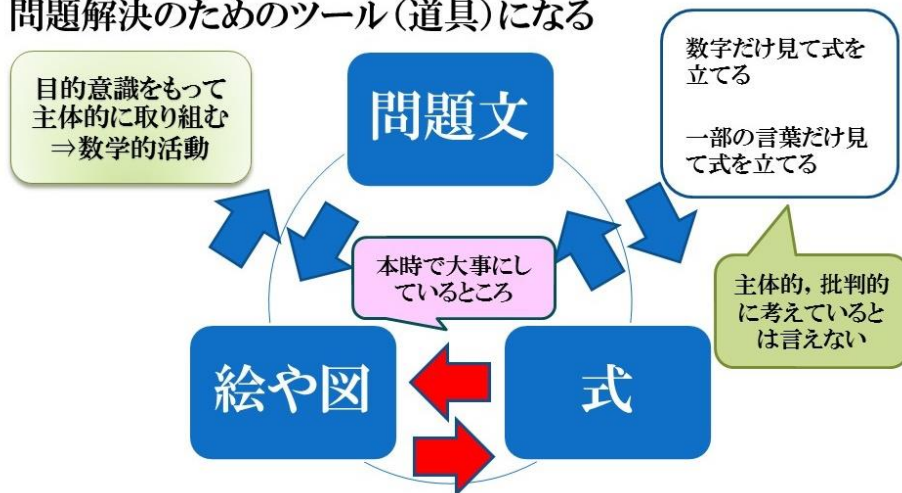 問題解決のためのツール(道具)になる
目的意識をもって
主体的に取り組む
⇒数学的活動
問題文
数字だけ見て式を
立てる
一部の言葉だけ見
て式を立てる
本時で大事にし
ているところ
主体的，批判的
に考えていると
は言えない
絵や図
式